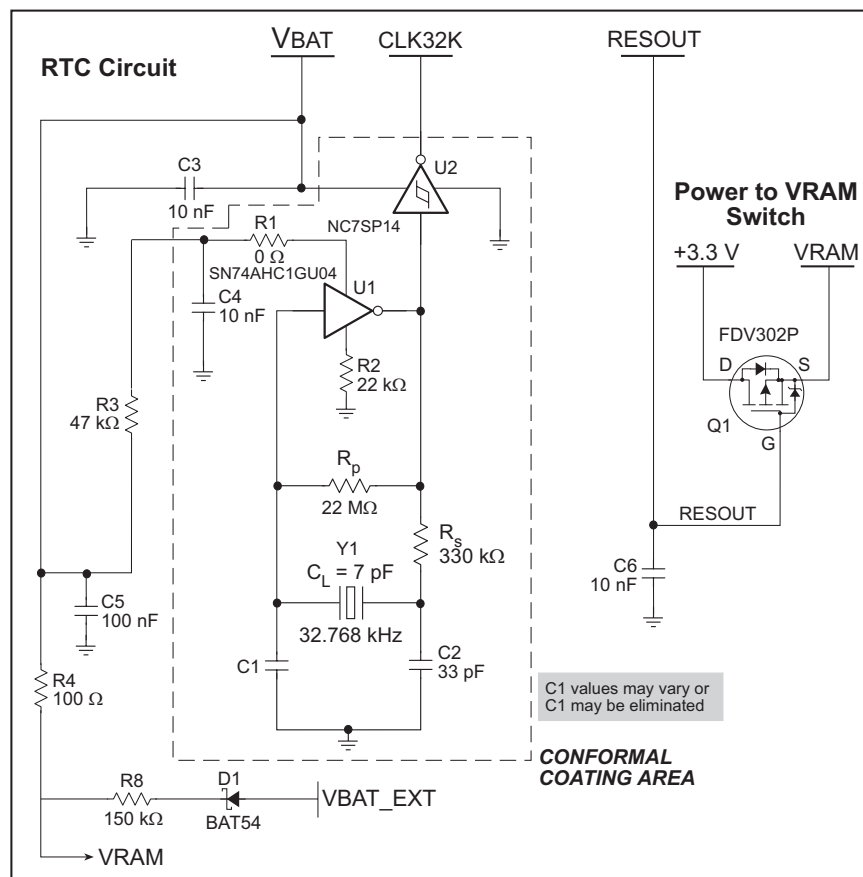 RTC Circuit
VBAT
CLK32K
RESOUT
C3
10 nF
U2
NC7SP14
R1
0 Ω
SN74AHC1GU04
U1
C4
10 nF
R2
22 kΩ
R3
47 kΩ
Rp
22 MΩ
Rs
330 kΩ
Y1
CL = 7 pF
32.768 kHz
C5
100 nF
C1
C2
33 pF
R4
100 Ω
C1 values may vary or
C1 may be eliminated
CONFORMAL
COATING AREA
R8
150 kΩ
D1
BAT54
VBAT_EXT
VRAM
Power to VRAM
Switch
+3.3 V
VRAM
FDV302P
D
S
Q1
G
RESOUT
C6
10 nF